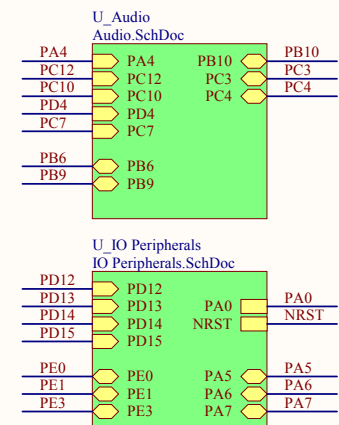 U_Audio
Audio.SchDoc
PA4 PA4 PB10 PB10
PC12 PC12 PC3 PC3
PC10 PC10 PC4 PC4
PD4 PD4
PC7 PC7
PB6 PB6
PB9 PB9
U_IO Peripherals
IO Peripherals.SchDoc
PD12 PD12
PD13 PD13 PA0 PA0
PD14 PD14 NRST NRST
PD15 PD15
PE0 PE0 PA5 PA5
PE1 PE1 PA6 PA6
PE3 PE3 PA7 PA7